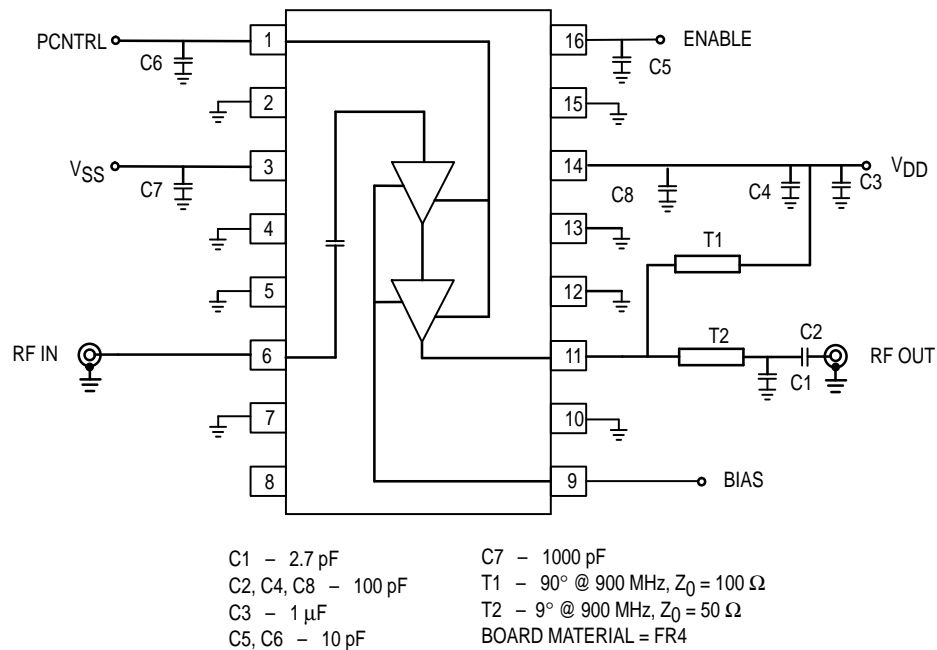 PCNTRL
C6
1
16
ENABLE
C5
2
15
VSS
C7
3
14
C8
C4
C3
VDD
4
13
T1
5
12
RF IN
6
11
T2
C2
C1
RF OUT
7
10
8
9
BIAS
C1 – 2.7 pF
C2, C4, C8 – 100 pF
C3 – 1 μF
C5, C6 – 10 pF
C7 – 1000 pF
T1 – 90° @ 900 MHz, Z0 = 100 Ω
T2 – 9° @ 900 MHz, Z0 = 50 Ω
BOARD MATERIAL = FR4